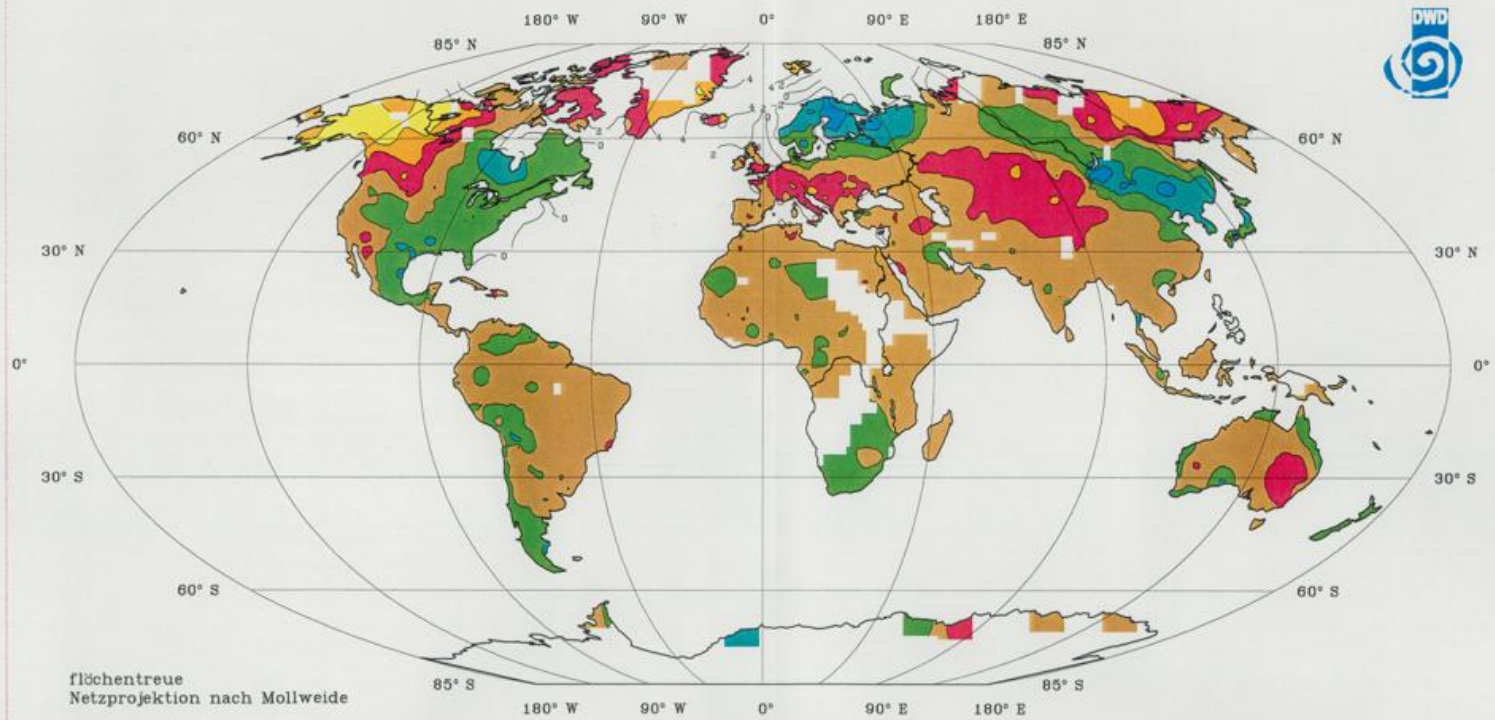 180° W 90° W 0° 90° E 180° E
DWD
85° N 85° N
60° N 60° N
30° N 30° N
0° 0°
30° S 30° S
60° S 60° S
85° S 85° S
flöchentreue
Netzprojektion nach Mollweide
180° W 90° W 0° 90° E 180° E